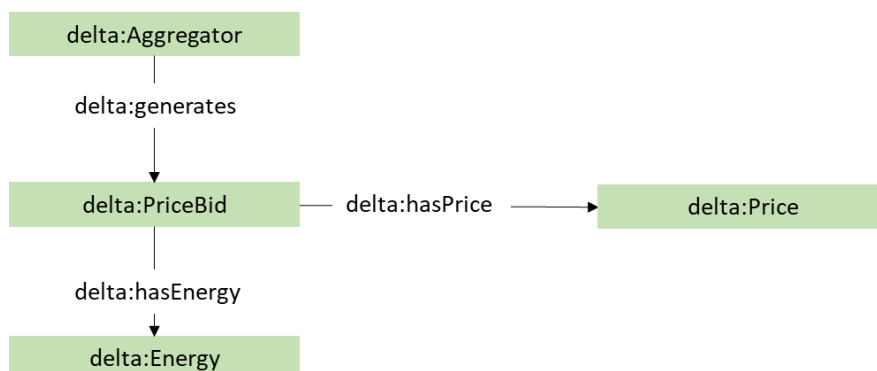 delta:Aggregator
delta:generates
delta:PriceBid
delta:hasPrice
delta:Price
delta:hasEnergy
delta:Energy